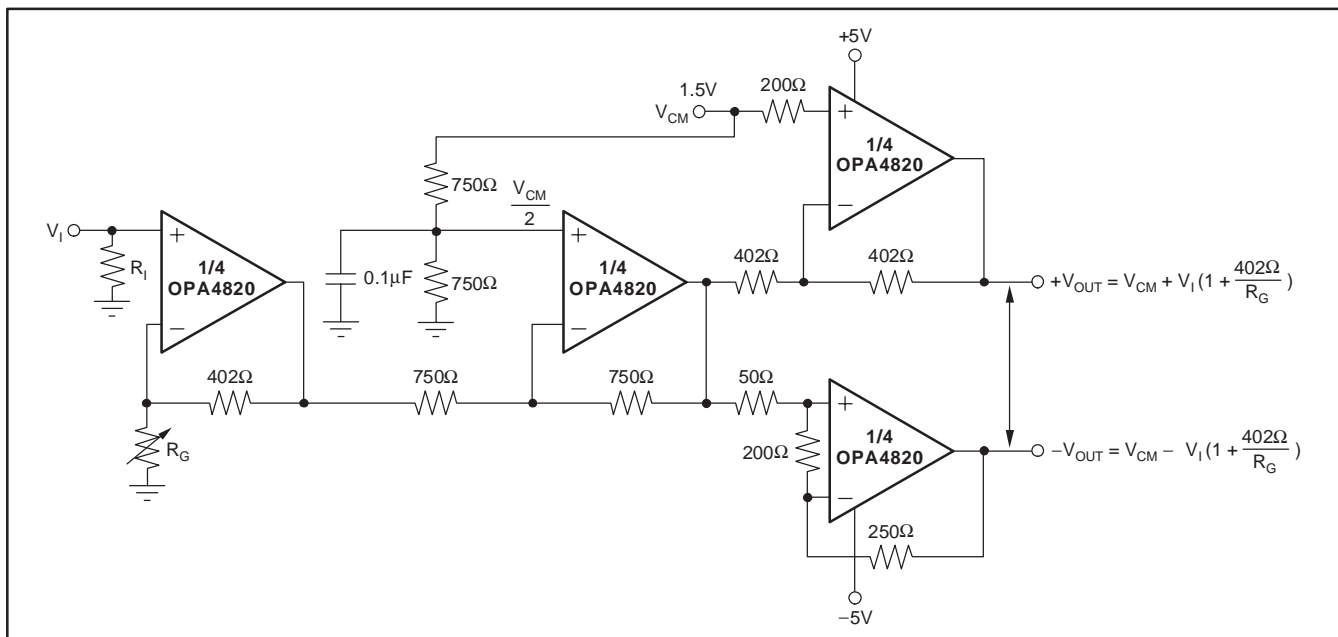 +5V
1.5V
V_CM
200Ω
+
1/4
OPA4820
−
750Ω
V_CM/2
V_I
+
R_I
1/4
OPA4820
−
0.1μF
750Ω
+
1/4
OPA4820
−
402Ω
402Ω
+V_OUT = V_CM + V_I (1 + 402Ω/R_G)
402Ω
750Ω
750Ω
50Ω
R_G
+
200Ω
1/4
OPA4820
−
−V_OUT = V_CM − V_I (1 + 402Ω/R_G)
250Ω
−5V